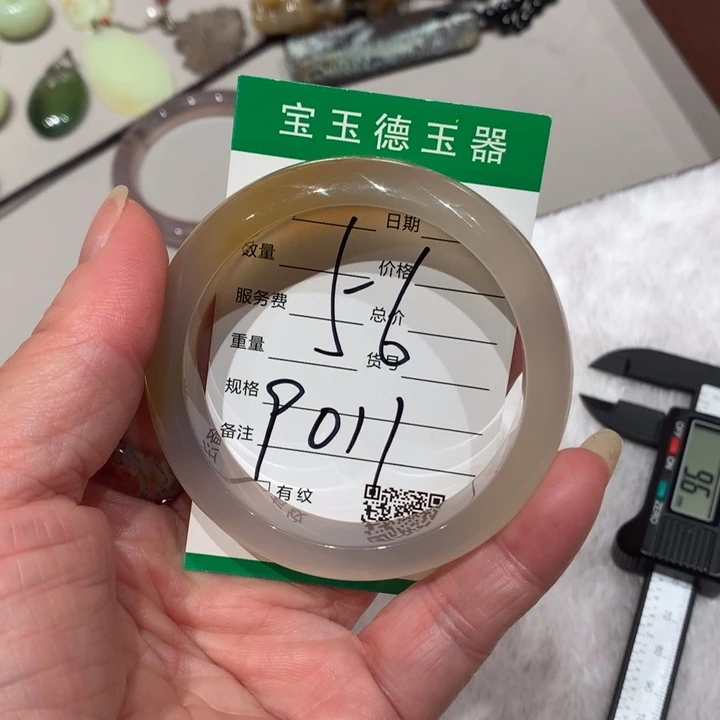 宝玉德玉器
日期
数量 价格
56
服务费 总价
重量 货号
规格
9011
备注
有纹